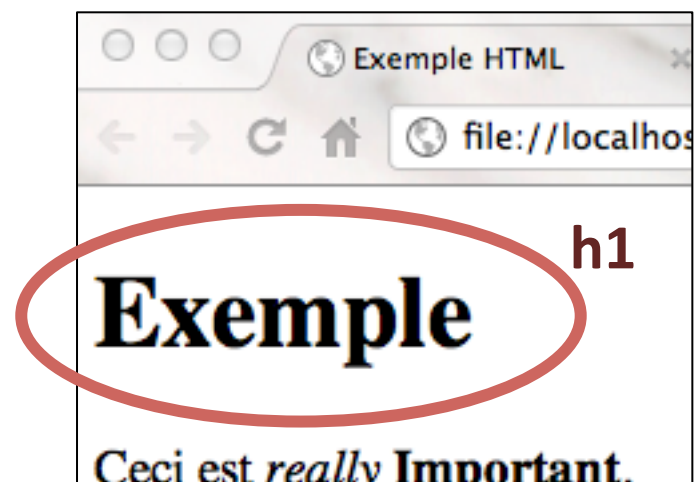 Exemple HTML
file://localhos
h1
Exemple
Ceci est really Important.